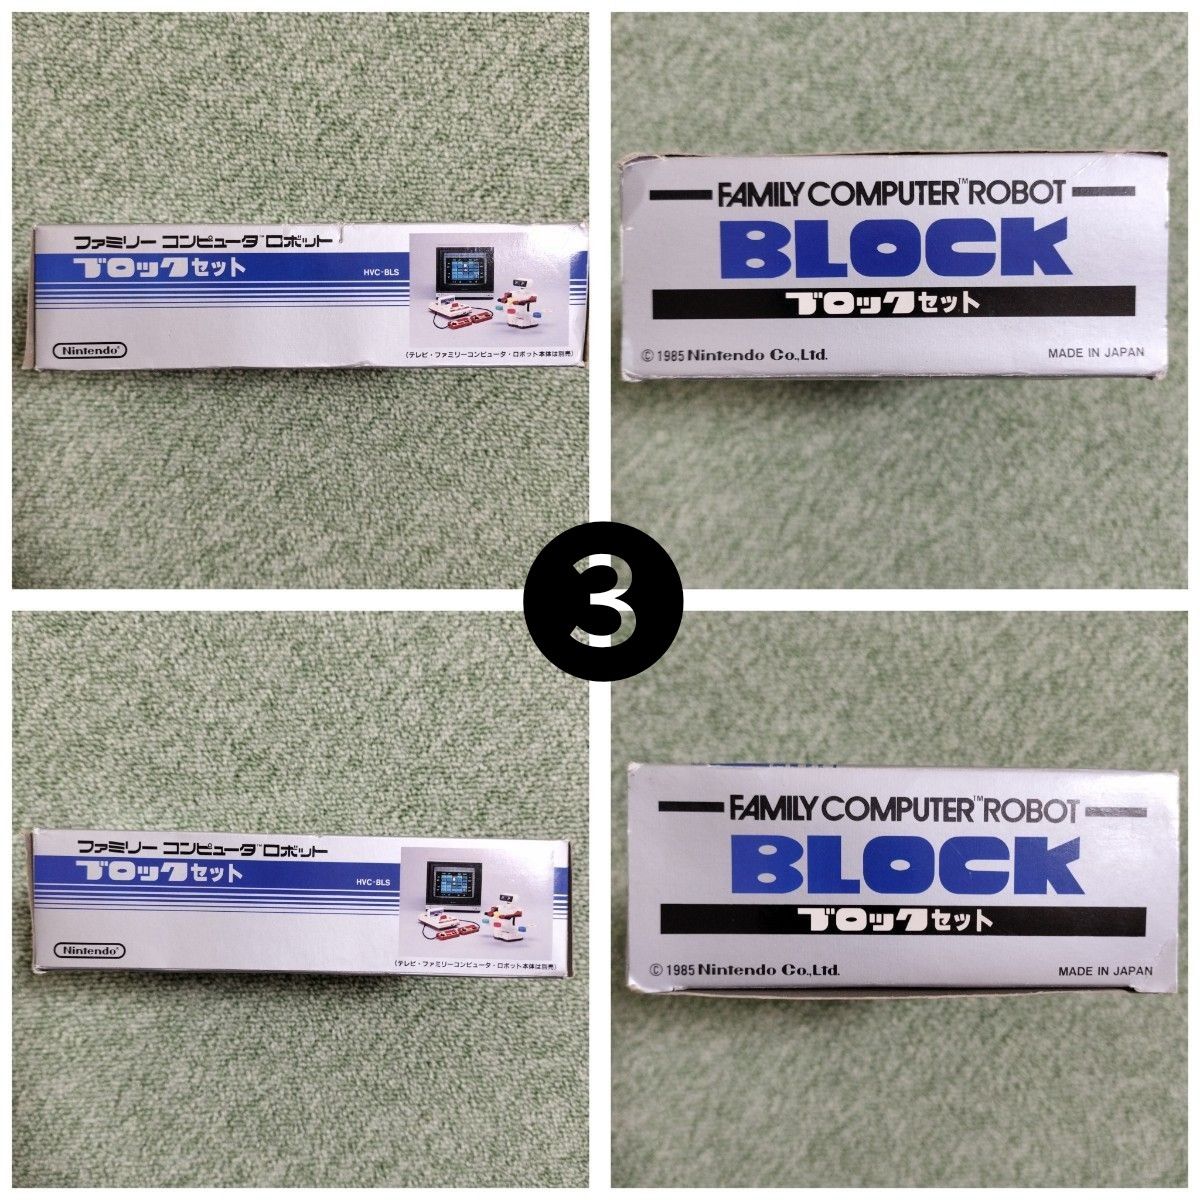 ファミリー コンピュータ™ロボット
ブロックセット
HVC-BLS
Nintendo®
(テレビ・ファミリーコンピュータ・ロボット本体は別売)
FAMILY COMPUTER™ ROBOT
BLOCK
ブロックセット
© 1985 Nintendo Co.,Ltd.
MADE IN JAPAN
3
ファミリー コンピュータ™ロボット
ブロックセット
HVC-BLS
Nintendo®
(テレビ・ファミリーコンピュータ・ロボット本体は別売)
FAMILY COMPUTER™ ROBOT
BLOCK
ブロックセット
© 1985 Nintendo Co.,Ltd.
MADE IN JAPAN